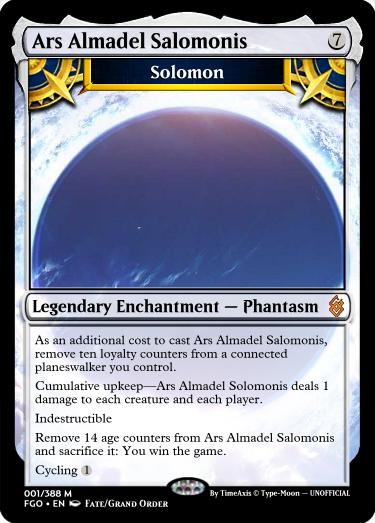 Ars Almadel Salomonis 7
Solomon
Legendary Enchantment — Phantasm
As an additional cost to cast Ars Almadel Salomonis,
remove ten loyalty counters from a connected
planeswalker you control.
Cumulative upkeep—Ars Almadel Solomonis deals 1
damage to each creature and each player.
Indestructible
Remove 14 age counters from Ars Almadel Salomonis
and sacrifice it: You win the game.
Cycling 1
001/388 M
By TimeAxis © Type-Moon — UNOFFICIAL
FGO • EN Fate/Grand Order